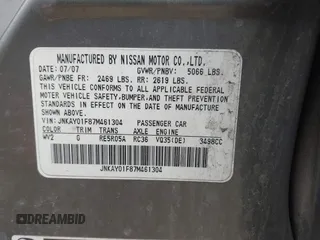 MANUFACTURED BY NISSAN MOTOR CO.,LTD.
DATE: 07/07 GVWR/PNBV: 5066 LBS.
GAWR/PNBE FR: 2469 LBS. RR: 2619 LBS.
THIS VEHICLE CONFORMS TO ALL APPLICABLE
FEDERAL MOTOR VEHICLE SAFETY, BUMPER, AND
THEFT PREVENTION STANDARDS IN EFFECT ON
THE DATE OF MANUFACTURE
SHOWN ABOVE.
VIN: JNKAY01F87M461304 PASSENGER CAR
COLOR TRIM TRANS AXLE ENGINE
WV2 G RE5R05A RC36 VQ35(DE) 3498CC
JNKAY01F87M461304
DREAMBID
dreambid.com